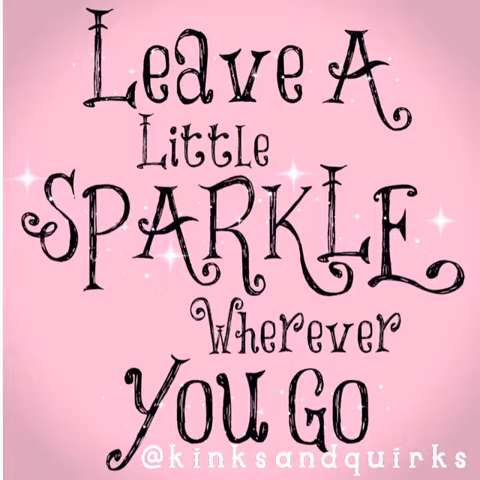 Leave A
Little
SPARKLE
Wherever
YOU GO
@kinksandquirks